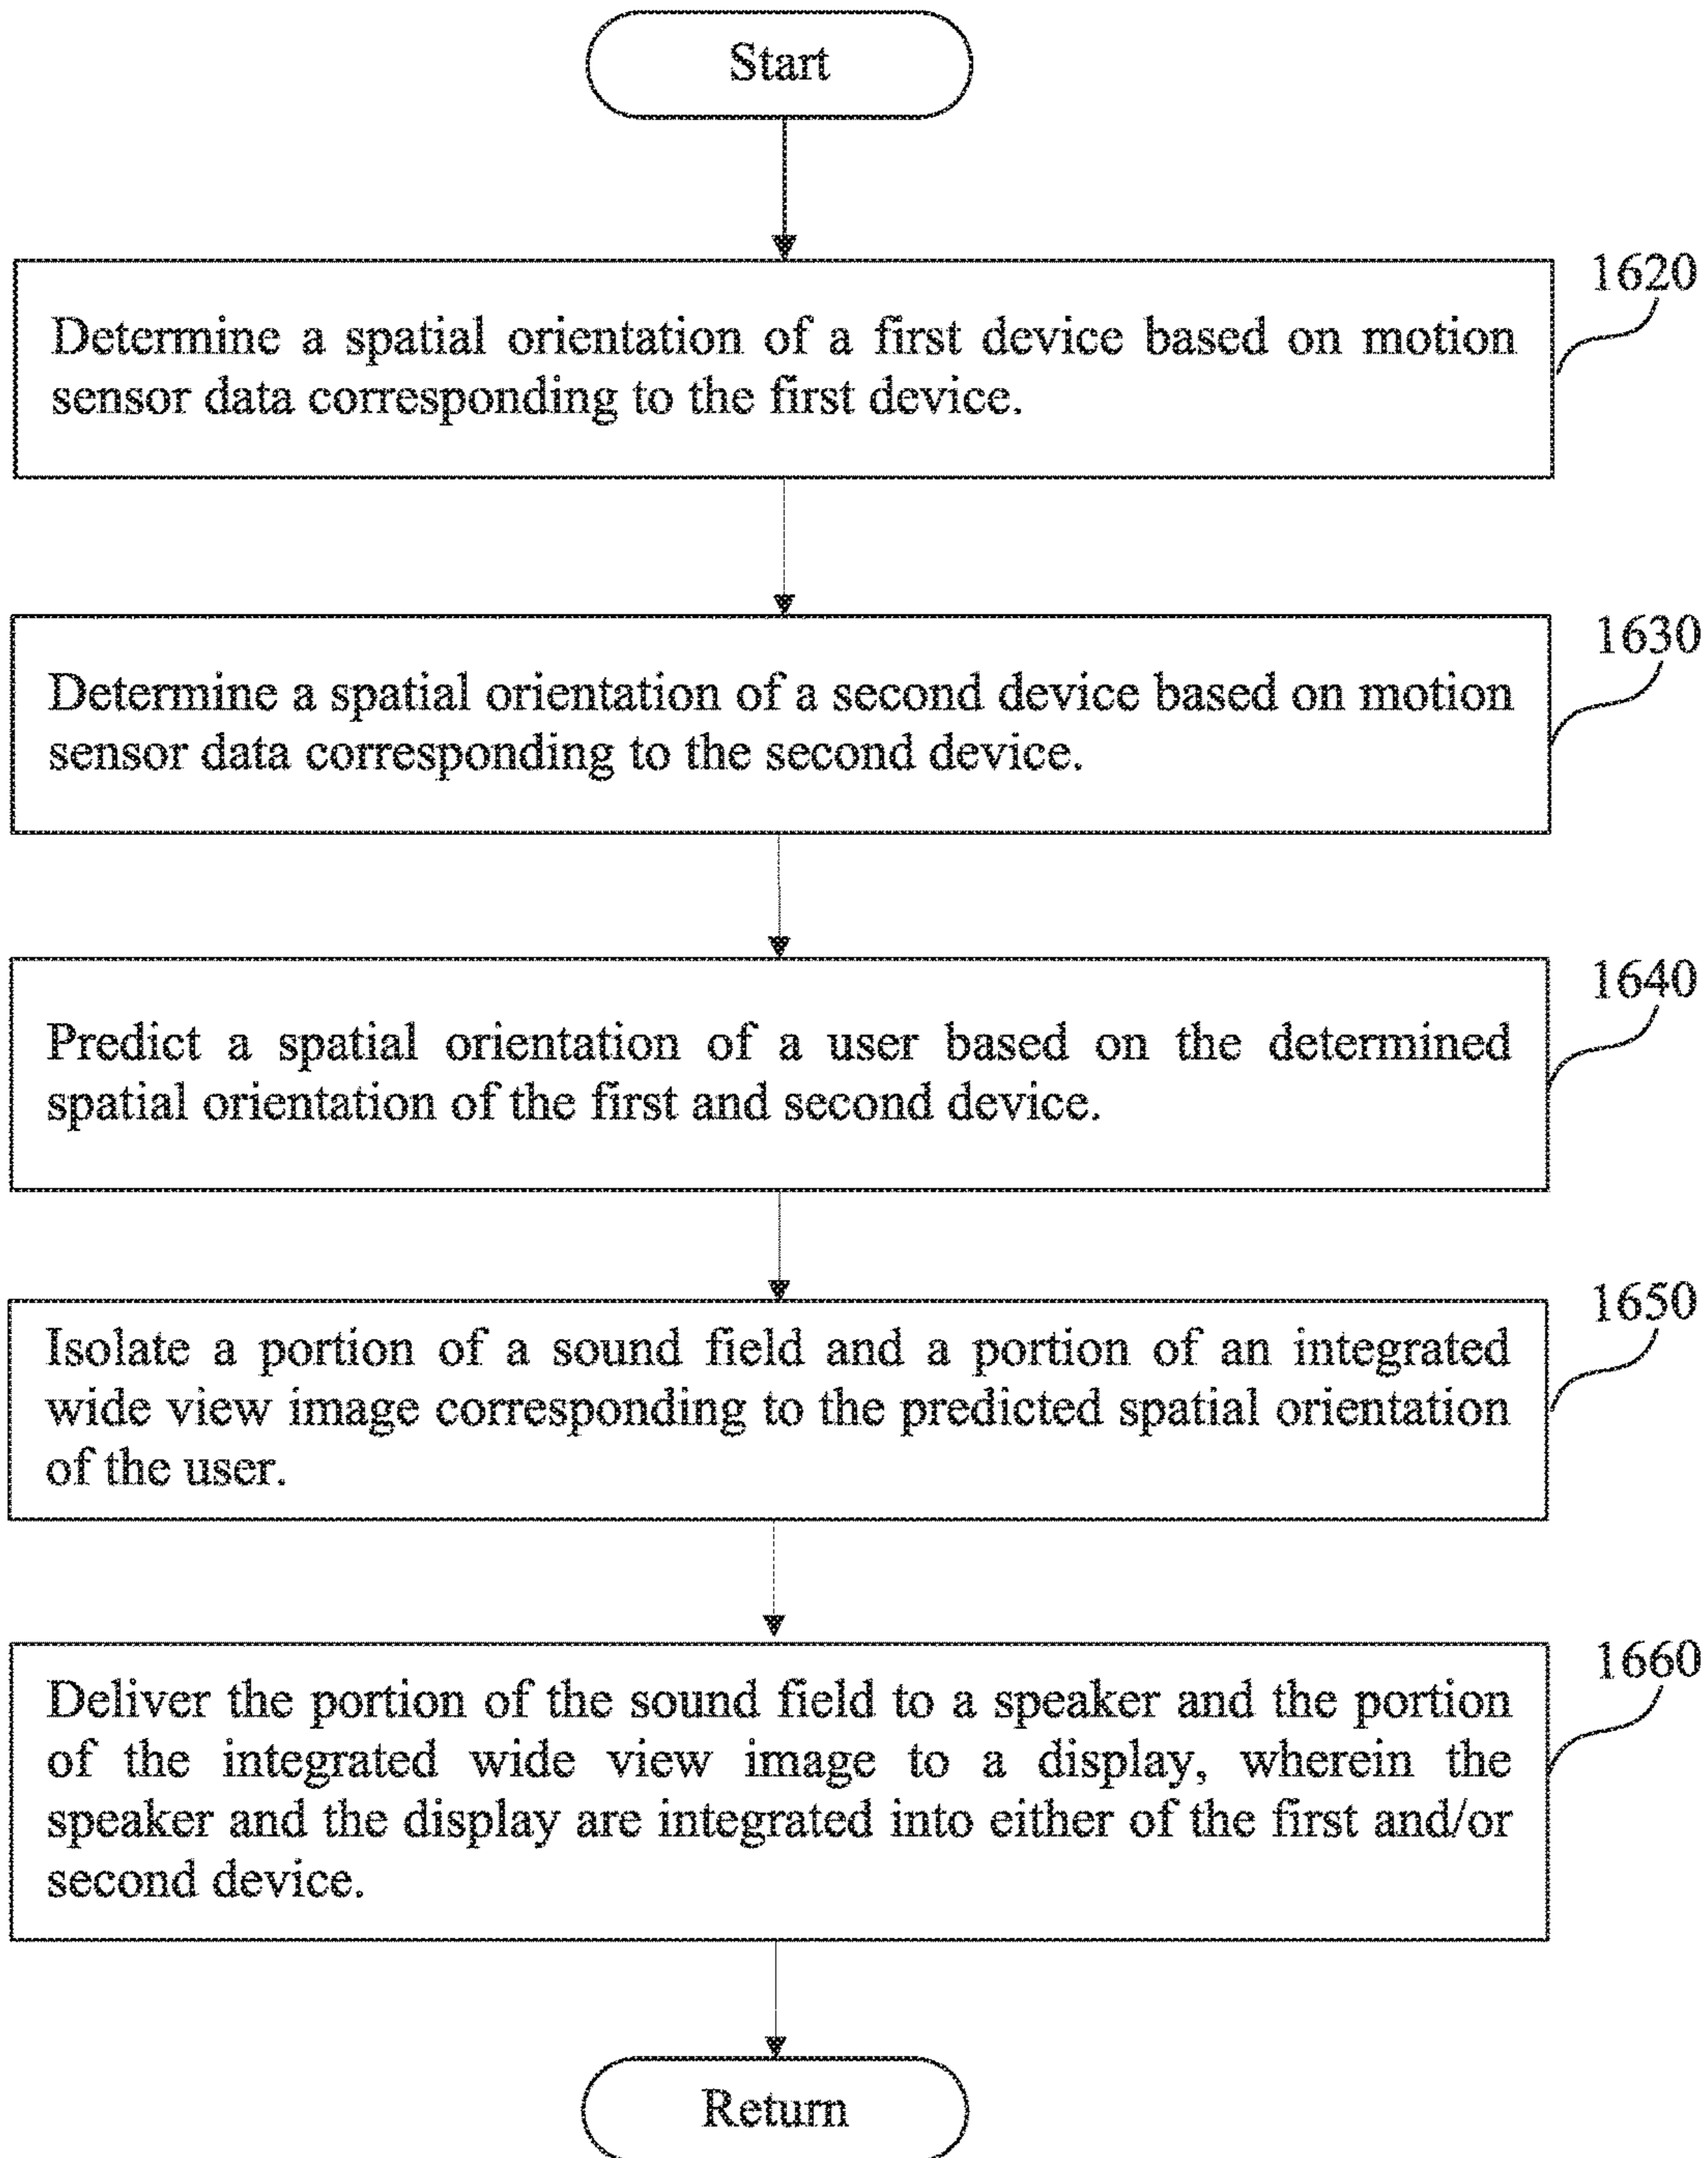 Start
1620
Determine a spatial orientation of a first device based on motion
sensor data corresponding to the first device.
1630
Determine a spatial orientation of a second device based on motion
sensor data corresponding to the second device.
1640
Predict a spatial orientation of a user based on the determined
spatial orientation of the first and second device.
1650
Isolate a portion of a sound field and a portion of an integrated
wide view image corresponding to the predicted spatial orientation
of the user.
1660
Deliver the portion of the sound field to a speaker and the portion
of the integrated wide view image to a display, wherein the
speaker and the display are integrated into either of the first and/or
second device.
Return